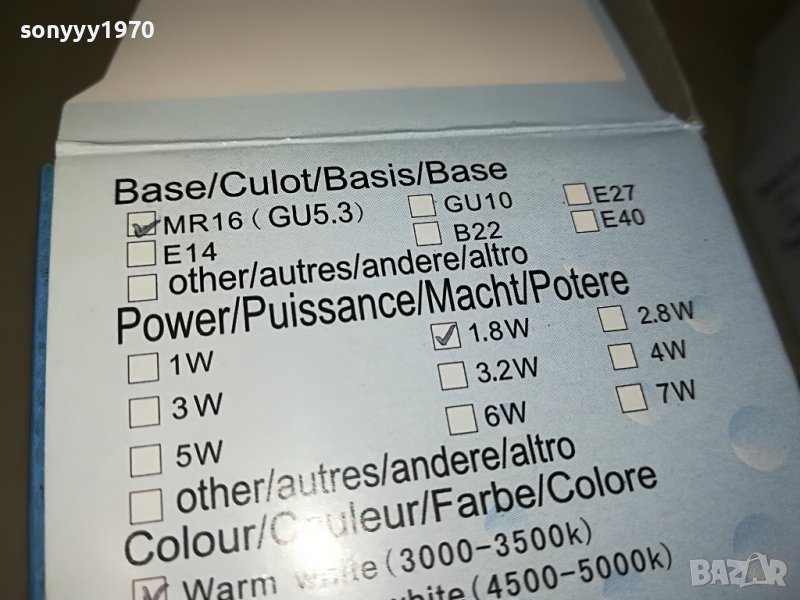 sonyyy1970
Base/Culot/Basis/Base
MR16 (GU5.3) GU10 E27
E14 B22 E40
other/autres/andere/altro
Power/Puissance/Macht/Potere
1W 1.8W 2.8W
3W 3.2W 4W
5W 6W 7W
other/autres/andere/altro
Colour/Couleur/Farbe/Colore
Warm white (3000-3500k)
white (4500-5000k)
BAZAR